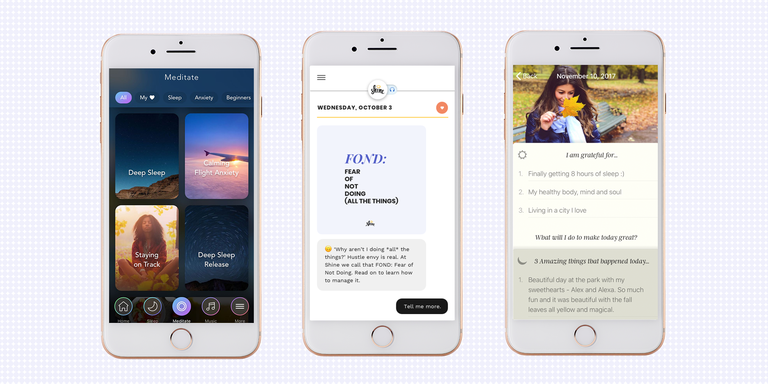 Meditate
All
My ♥
Sleep
Anxiety
Beginners
Deep Sleep
Calming
Flight Anxiety
Staying
on Track
Deep Sleep
Release
Home
Sleep
Meditate
Music
More
Shine
WEDNESDAY, OCTOBER 3
FOND:
FEAR
OF
NOT
DOING
(ALL THE THINGS)
Shine
😔 "Why aren't I doing *all* the
things?" Hustle envy is real. At
Shine we call that FOND: Fear of
Not Doing. Read on to learn how
to manage it.
Tell me more.
Back
November 10, 2017
I am grateful for...
1. Finally getting 8 hours of sleep :)
2. My healthy body, mind and soul
3. Living in a city I love
What will I do to make today great?
3 Amazing things that happened today...
1. Beautiful day at the park with my
sweethearts - Alex and Alexa. So much
fun and it was beautiful with the fall
leaves all yellow and magical.